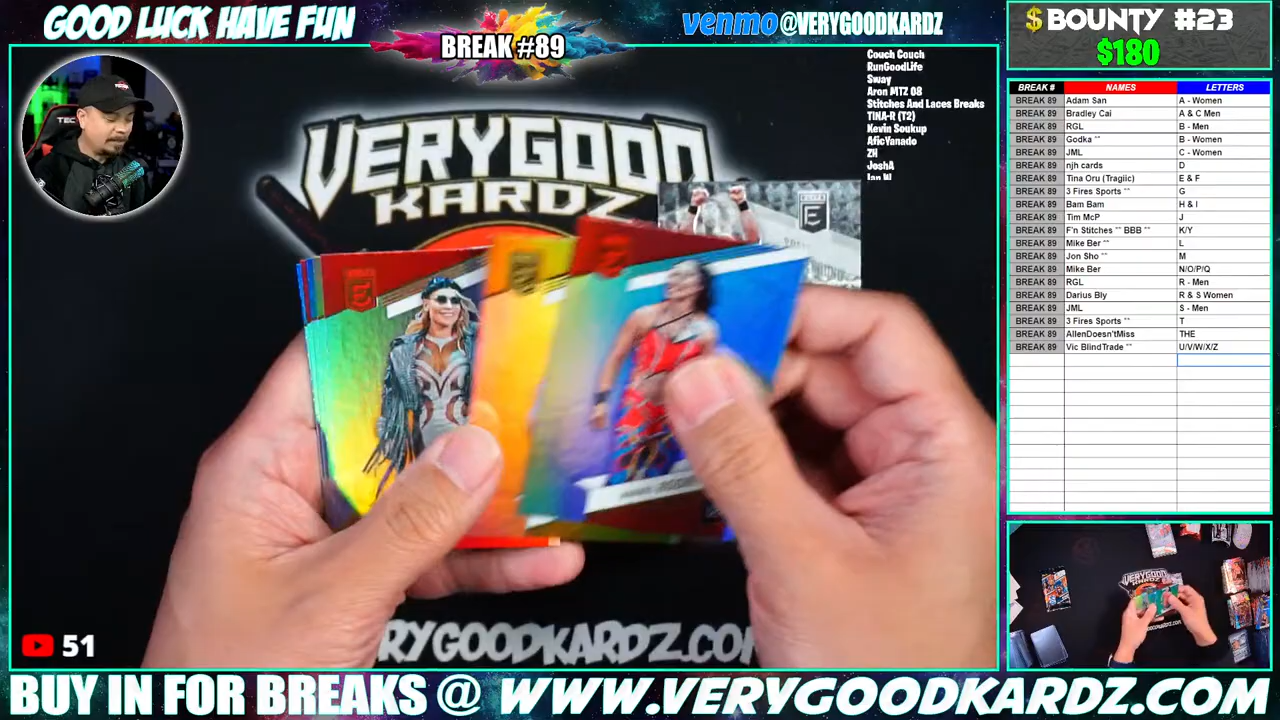 GOOD LUCK HAVE FUN
BREAK #89
venmo @VERYGOODKARDZ
$ BOUNTY #23
$180
Couch Couch
RunGoodLife
Sway
Aron MTZ 08
Stitches And Laces Breaks
TINA-R (T2)
Kevin Soukup
AficYanado
ZH
JoshA
Ian W
BREAK # NAMES LETTERS
BREAK 89 Adam San A - Women
BREAK 89 Bradley Cai A & C Men
BREAK 89 RGL B - Men
BREAK 89 Godka ** B - Women
BREAK 89 JML C - Women
BREAK 89 njh cards D
BREAK 89 Tina Oru (Tragiic) E & F
BREAK 89 3 Fires Sports ** G
BREAK 89 Bam Bam H & I
BREAK 89 Tim McP J
BREAK 89 F'n Stitches ** BBB ** K/Y
BREAK 89 Mike Ber ** L
BREAK 89 Jon Sho ** M
BREAK 89 Mike Ber N/O/P/Q
BREAK 89 RGL R - Men
BREAK 89 Darius Bly R & S Women
BREAK 89 JML S - Men
BREAK 89 3 Fires Sports ** T
BREAK 89 AllenDoesn'tMiss THE
BREAK 89 Vic BlindTrade ** U/V/W/X/Z
VERYGOOD
KARDZ
E
51
RYGOODKARDZ.CO
BUY IN FOR BREAKS @ WWW.VERYGOODKARDZ.COM